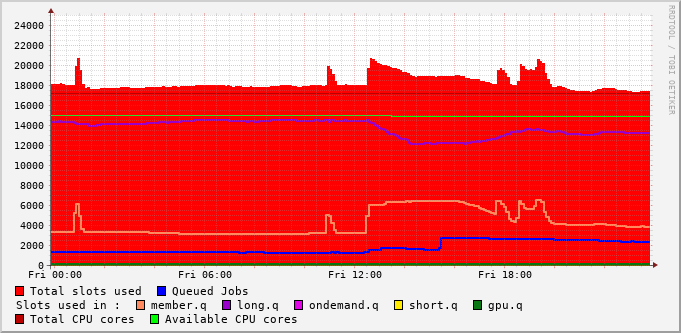 24000
22000
20000
18000
16000
14000
12000
10000
8000
6000
4000
2000
0
Fri 00:00 Fri 06:00 Fri 12:00 Fri 18:00
Total slots used Queued Jobs
Slots used in : member.q long.q ondemand.q short.q gpu.q
Total CPU cores Available CPU cores
RRDTOOL / TOBI OETIKER